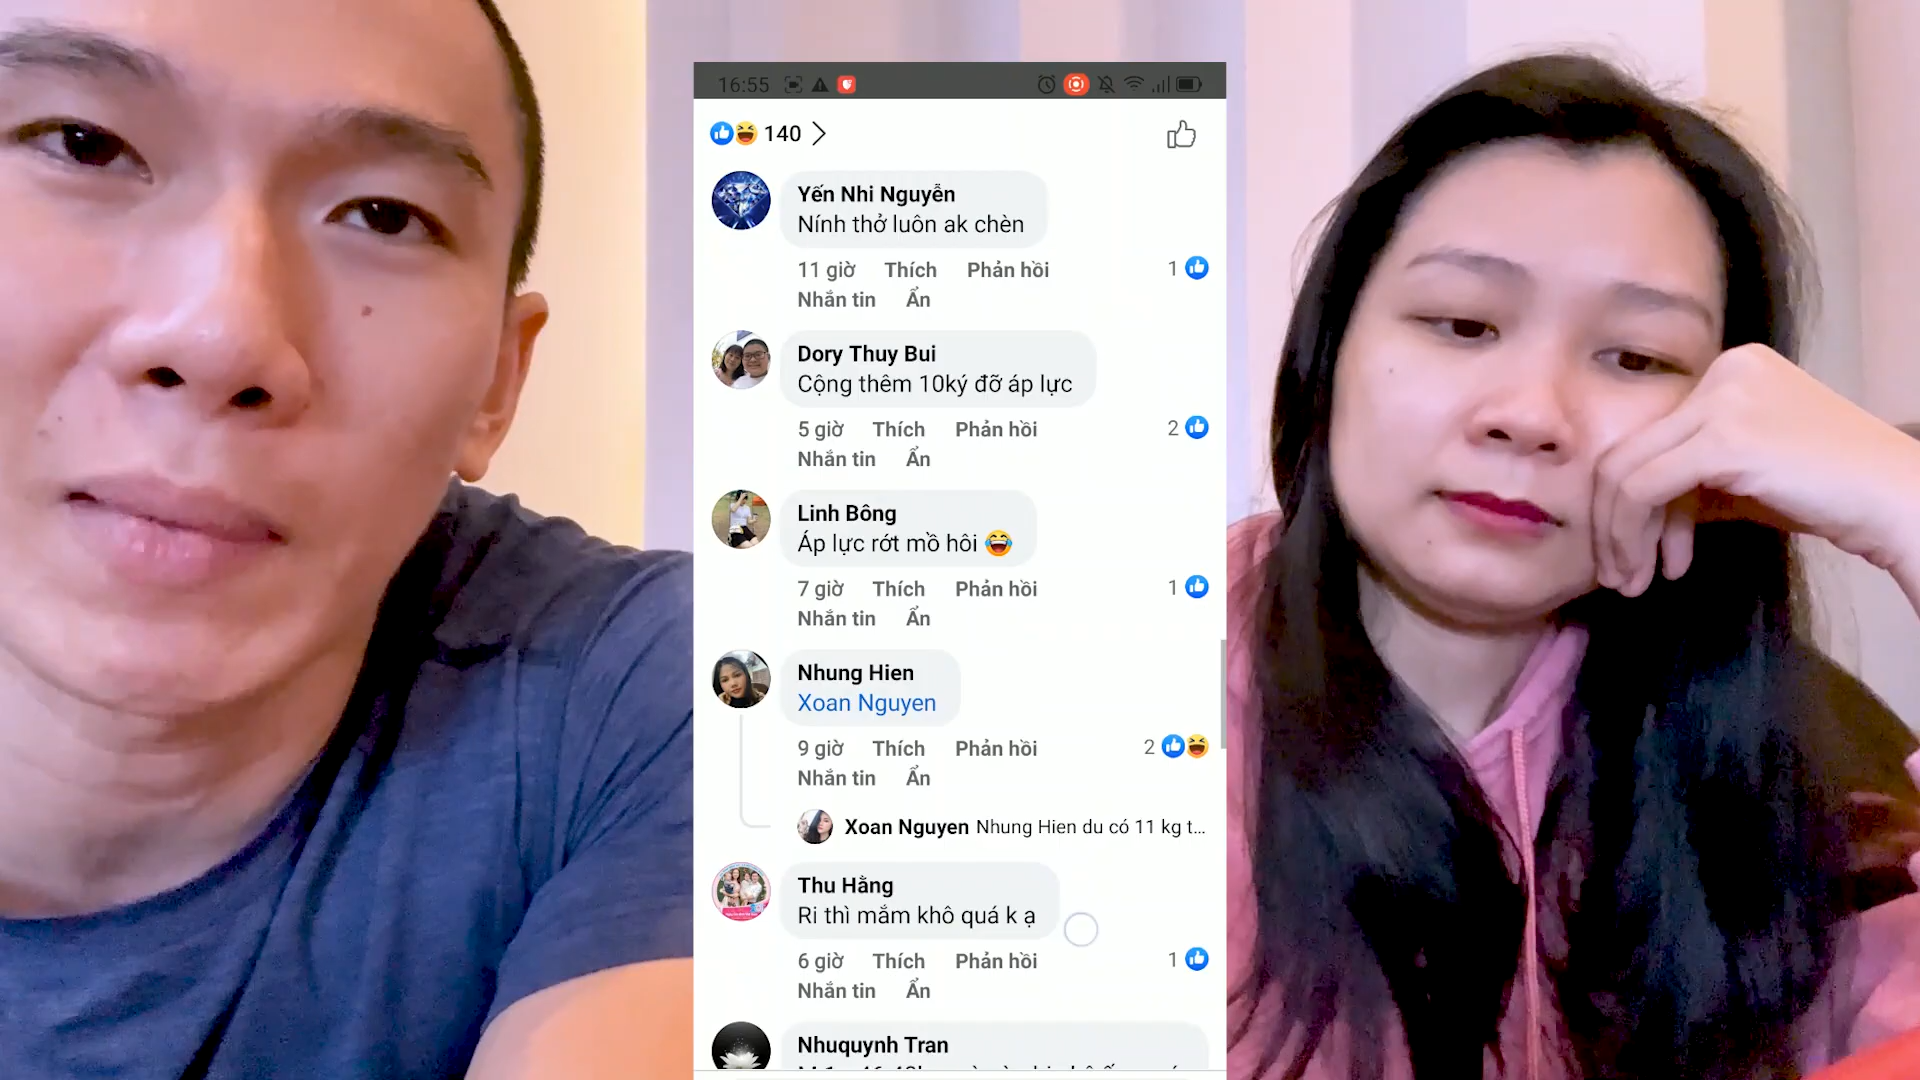 16:55
140
Yến Nhi Nguyễn
Nính thở luôn ak chèn
11 giờ Thích Phản hồi 1
Nhắn tin Ẩn
Dory Thuy Bui
Cộng thêm 10ký đỡ áp lực
5 giờ Thích Phản hồi 2
Nhắn tin Ẩn
Linh Bông
Áp lực rớt mồ hôi 😂
7 giờ Thích Phản hồi 1
Nhắn tin Ẩn
Nhung Hien
Xoan Nguyen
9 giờ Thích Phản hồi 2
Nhắn tin Ẩn
Xoan Nguyen Nhung Hien du có 11 kg t...
Thu Hằng
Ri thì mắm khô quá k ạ
6 giờ Thích Phản hồi 1
Nhắn tin Ẩn
Nhuquynh Tran